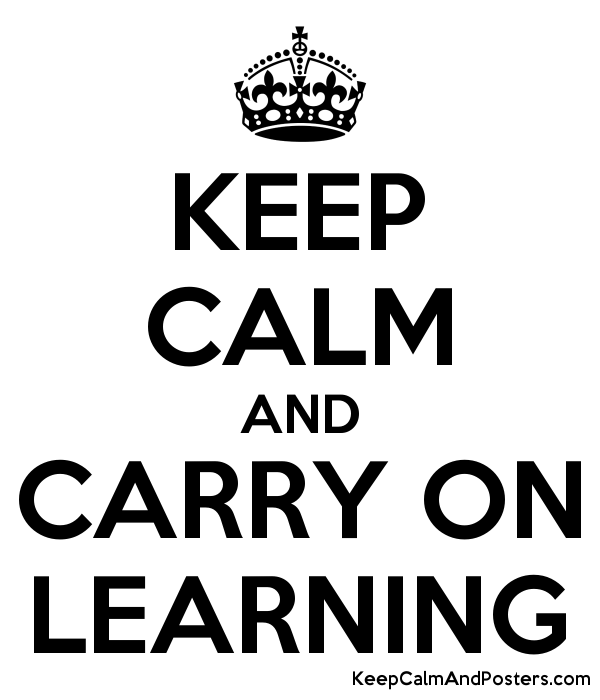 KEEP
CALM
AND
CARRY ON
LEARNING
KeepCalmAndPosters.com